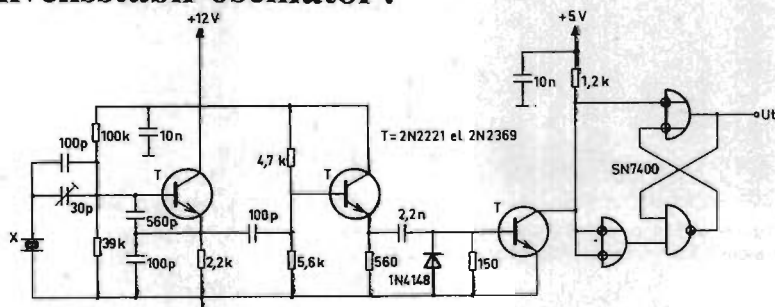 oscillator :
+12V
+5V
10n
1,2k
100p
100k
10n
T= 2N2221 el. 2N2369
Ut
4,7k
SN7400
T
T
30p
560p
100p
2,2n
T
X
39k
100p
2,2k
5,6k
560
1N4148
150